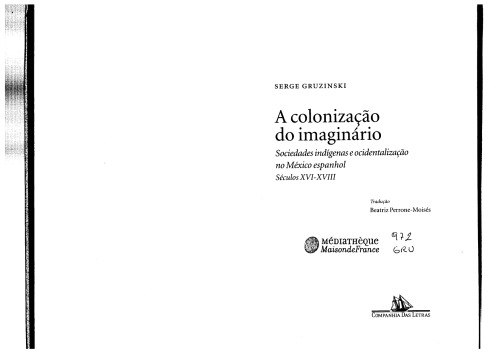 SERGE GRUZINSKI
A colonização
do imaginário
Sociedades indígenas e ocidentalização
no México espanhol
Séculos XVI-XVIII
Tradução
Beatriz Perrone-Moisés
MÉDIATHÈQUE
MaisondeFrance
972
GRU
COMPANHIA DAS LETRAS